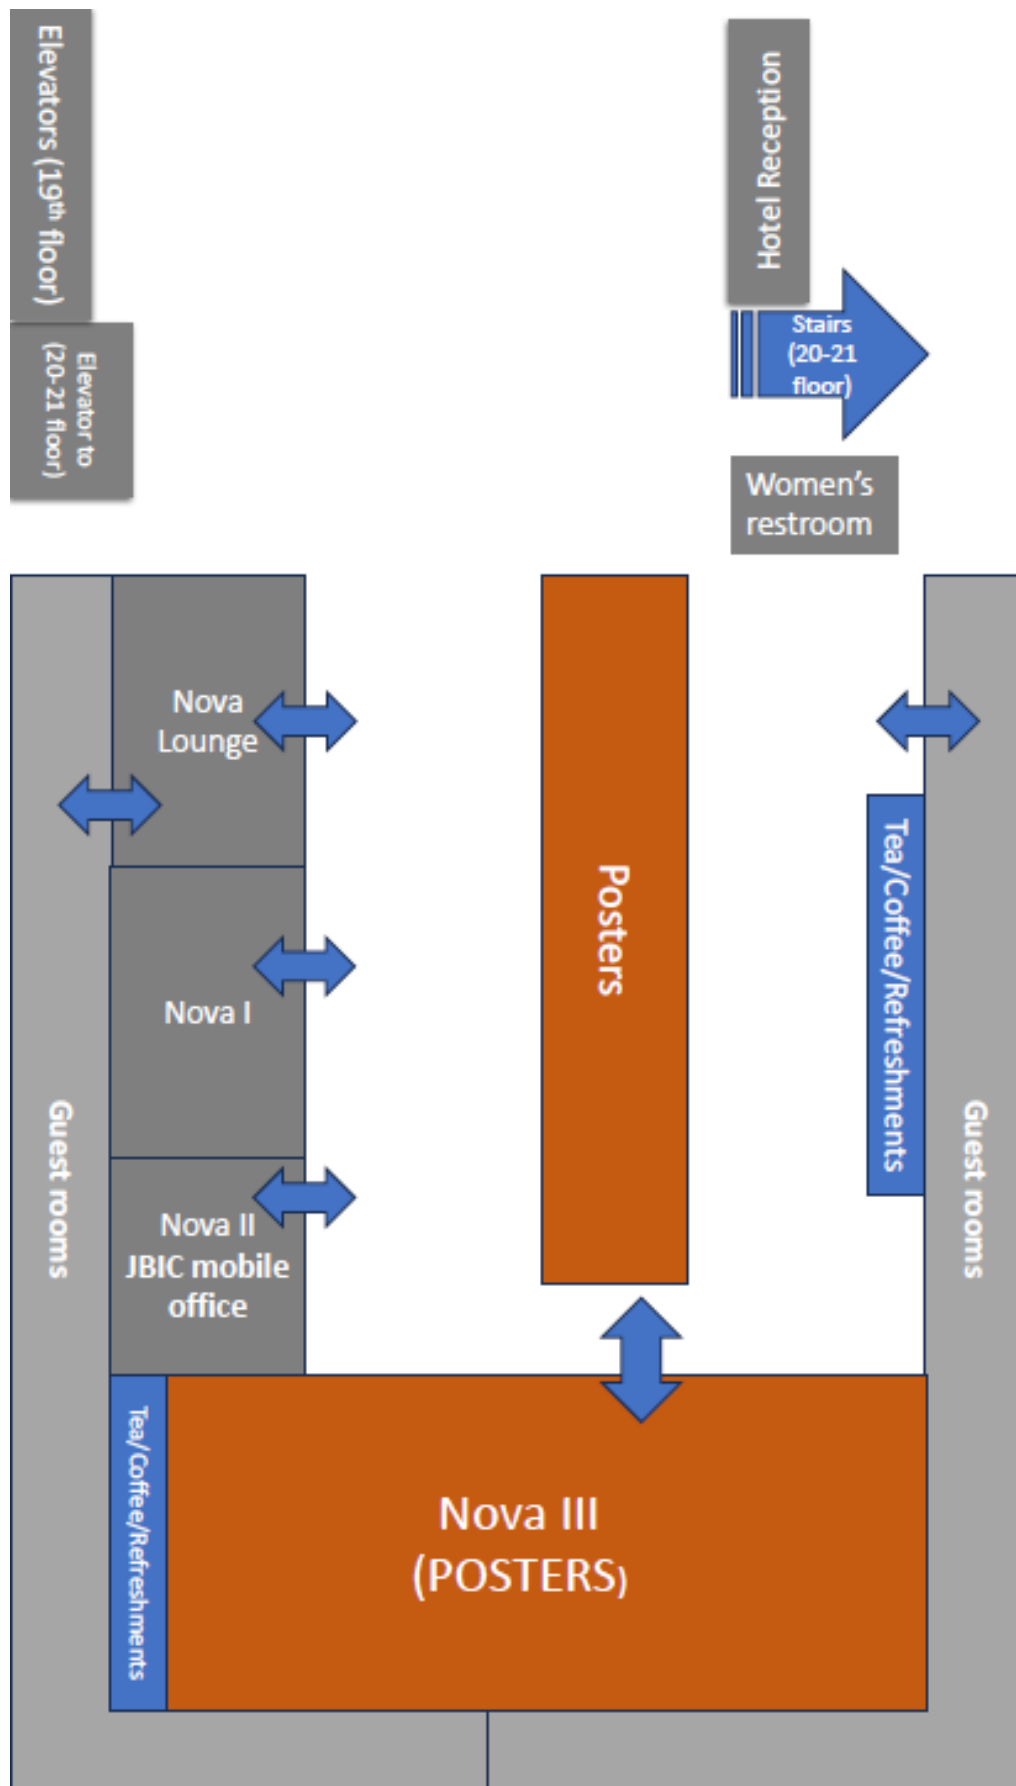 Elevators (19th floor)
Hotel Reception
Stairs
(20-21
floor)
Elevator to
(20-21 floor)
Women's
restroom
Nova
Lounge
Posters
Tea/Coffee/Refreshments
Nova I
Guest rooms
Guest rooms
Nova II
JBIC mobile
office
Tea/Coffee/Refreshments
Nova III
(POSTERS)